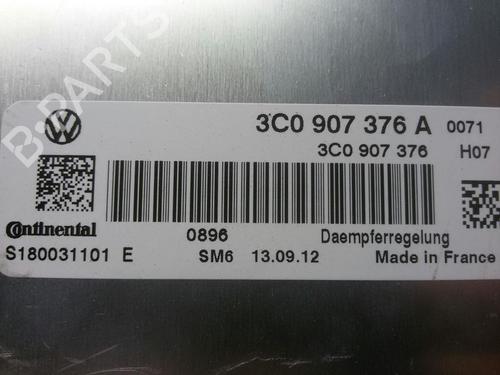 B-PARTS
3C0 907 376 A 0071
3C0 907 376 H07
Continental 0896 Daempferregelung
S180031101 E SM6 13.09.12 Made in France